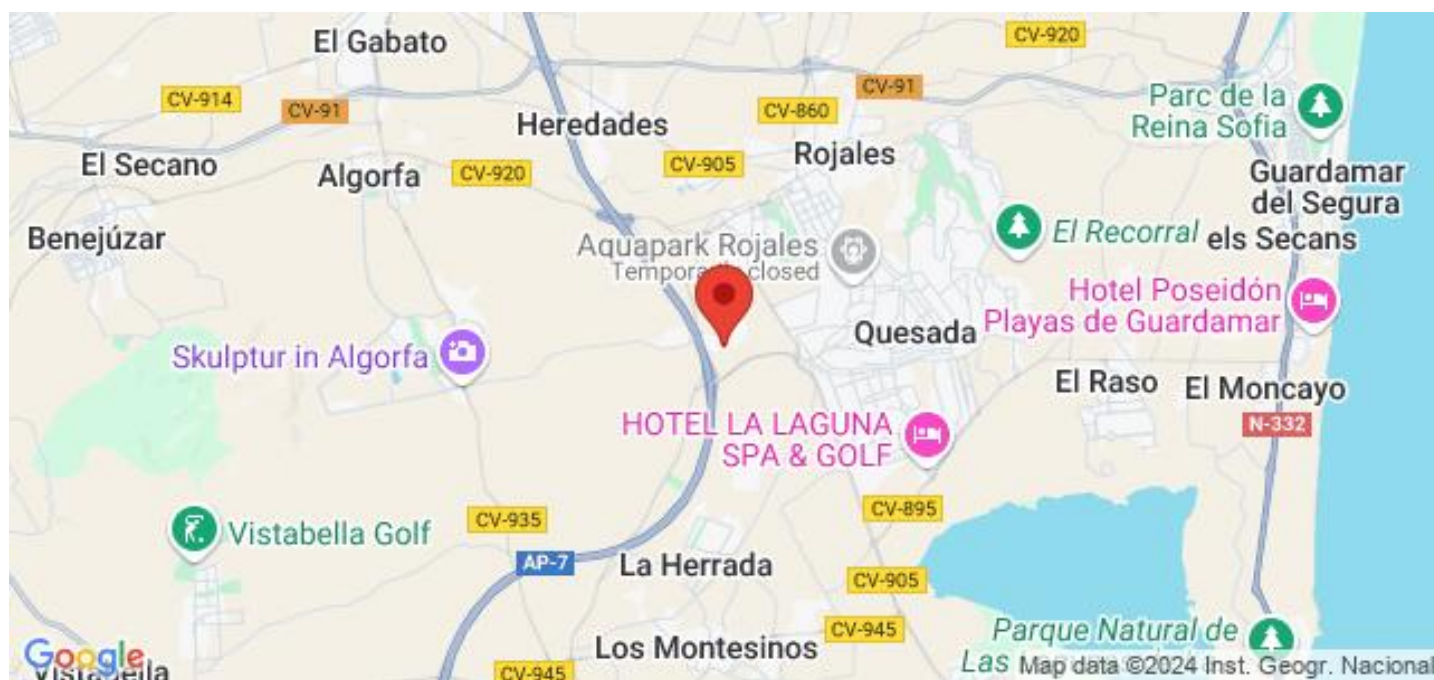 El Gabato
CV-920
CV-914
CV-91
CV-91
Parc de la
Reina Sofia
Heredades
CV-860
El Secano
CV-905
Rojales
Algorfa
CV-920
Guardamar
del Segura
Benejúzar
Aquapark Rojales
closed
El Recorral
els Secans
Hotel Poseidón
Playas de Guardamar
Skulptur in Algorfa
Quesada
El Raso
El Moncayo
HOTEL LA LAGUNA
SPA & GOLF
N-332
Vistabella Golf
CV-935
CV-895
AP-7
La Herrada
CV-905
CV-945
Los Montesinos
Parque Natural de
Las
Google
CV-945
Map data ©2024 Inst. Geogr. Nacional